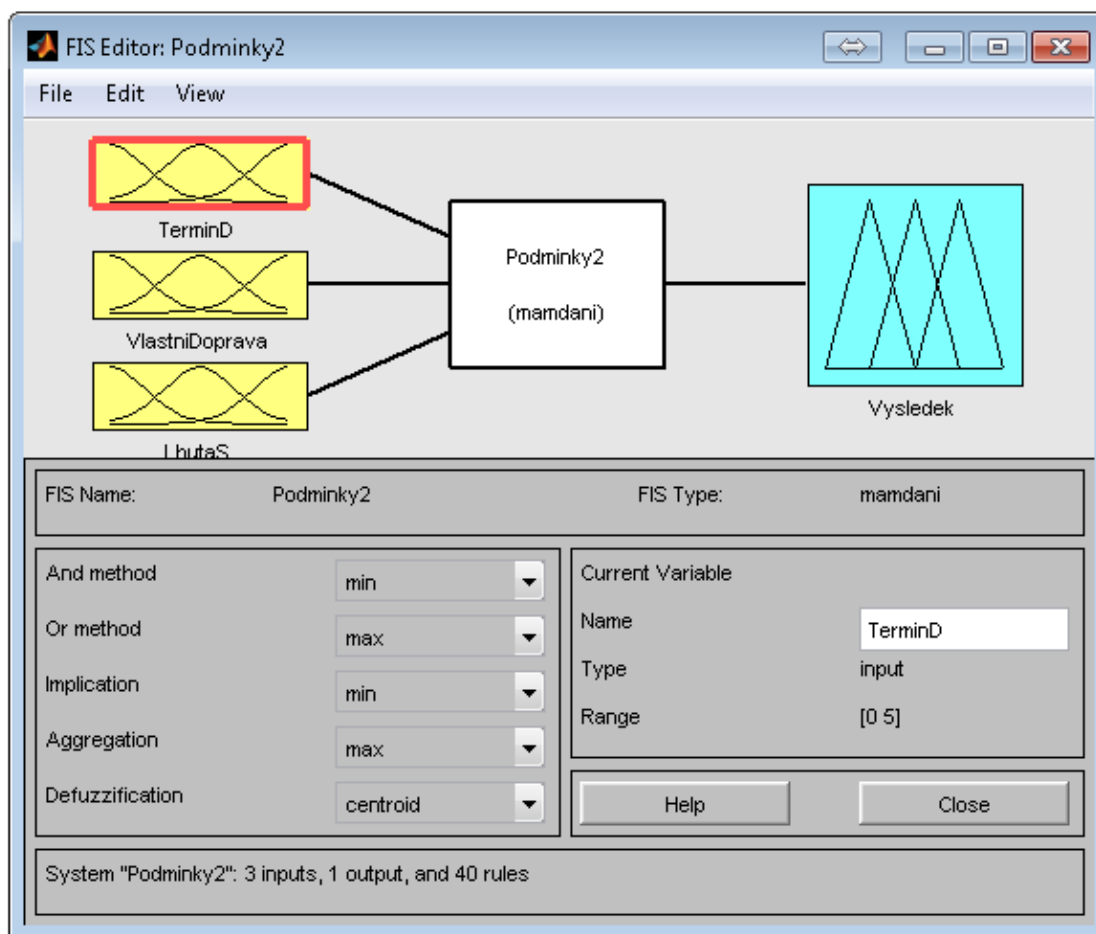 FIS Editor: Podminky2
File Edit View
TerminD
VlastniDoprava
LhutaS
Podminky2
(mamdani)
Vysledek
FIS Name: Podminky2 FIS Type: mamdani
And method min
Or method max
Implication min
Aggregation max
Defuzzification centroid
Current Variable
Name TerminD
Type input
Range [0 5]
Help Close
System "Podminky2": 3 inputs, 1 output, and 40 rules